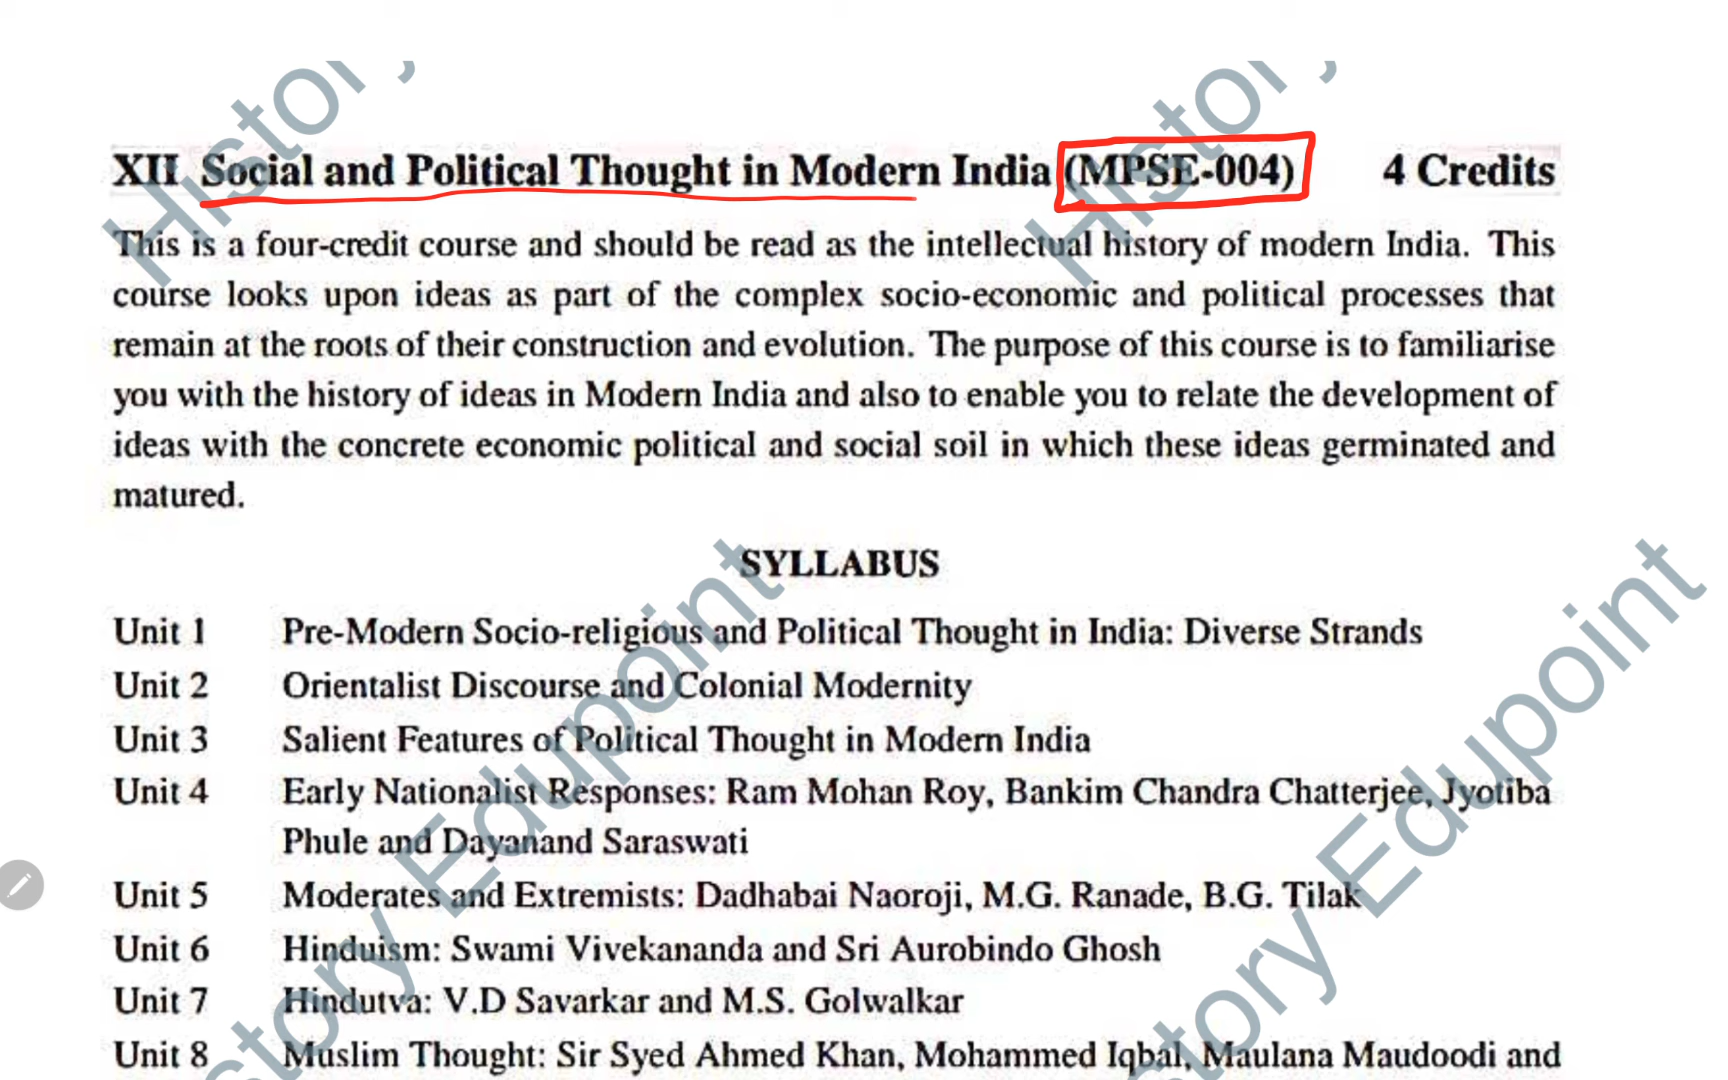 XII Social and Political Thought in Modern India (MPSE-004) 4 Credits
This is a four-credit course and should be read as the intellectual history of modern India. This
course looks upon ideas as part of the complex socio-economic and political processes that
remain at the roots of their construction and evolution. The purpose of this course is to familiarise
you with the history of ideas in Modern India and also to enable you to relate the development of
ideas with the concrete economic political and social soil in which these ideas germinated and
matured.
SYLLABUS
Unit 1 Pre-Modern Socio-religious and Political Thought in India: Diverse Strands
Unit 2 Orientalist Discourse and Colonial Modernity
Unit 3 Salient Features of Political Thought in Modern India
Unit 4 Early Nationalist Responses: Ram Mohan Roy, Bankim Chandra Chatterjee, Jyotiba
Phule and Dayanand Saraswati
Unit 5 Moderates and Extremists: Dadhabai Naoroji, M.G. Ranade, B.G. Tilak
Unit 6 Hinduism: Swami Vivekananda and Sri Aurobindo Ghosh
Unit 7 Hindutva: V.D Savarkar and M.S. Golwalkar
Unit 8 Muslim Thought: Sir Syed Ahmed Khan, Mohammed Iqbal, Maulana Maudoodi and
History
History
History Edupoint
History Edupoint